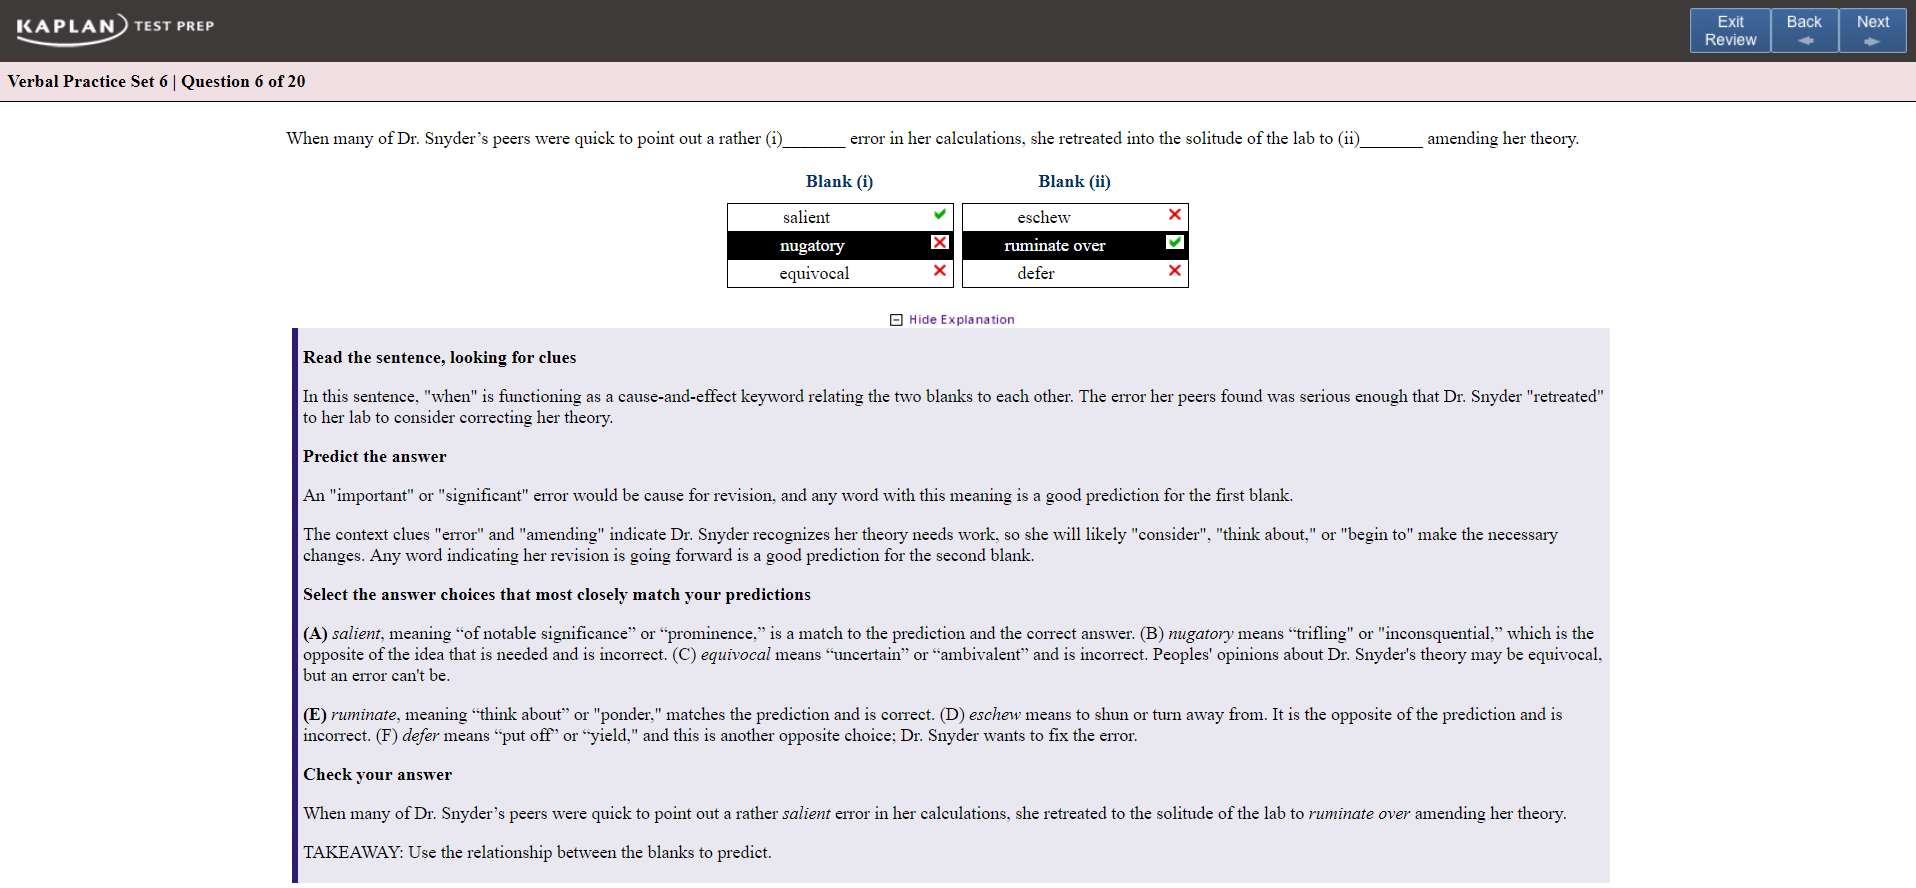 KAPLAN TEST PREP
Exit Review
Back
Next
Verbal Practice Set 6 | Question 6 of 20
When many of Dr. Snyder’s peers were quick to point out a rather (i)_______ error in her calculations, she retreated into the solitude of the lab to (ii)_______ amending her theory.
Blank (i) Blank (ii)
salient eschew
nugatory ruminate over
equivocal defer
Hide Explanation
Read the sentence, looking for clues
In this sentence, "when" is functioning as a cause-and-effect keyword relating the two blanks to each other. The error her peers found was serious enough that Dr. Snyder "retreated"
to her lab to consider correcting her theory.
Predict the answer
An "important" or "significant" error would be cause for revision, and any word with this meaning is a good prediction for the first blank.
The context clues "error" and "amending" indicate Dr. Snyder recognizes her theory needs work, so she will likely "consider", "think about," or "begin to" make the necessary
changes. Any word indicating her revision is going forward is a good prediction for the second blank.
Select the answer choices that most closely match your predictions
(A) salient, meaning “of notable significance” or “prominence,” is a match to the prediction and the correct answer. (B) nugatory means “trifling" or "inconsquential,” which is the
opposite of the idea that is needed and is incorrect. (C) equivocal means “uncertain” or “ambivalent” and is incorrect. Peoples' opinions about Dr. Snyder's theory may be equivocal,
but an error can't be.
(E) ruminate, meaning “think about” or "ponder," matches the prediction and is correct. (D) eschew means to shun or turn away from. It is the opposite of the prediction and is
incorrect. (F) defer means “put off” or “yield," and this is another opposite choice; Dr. Snyder wants to fix the error.
Check your answer
When many of Dr. Snyder’s peers were quick to point out a rather salient error in her calculations, she retreated to the solitude of the lab to ruminate over amending her theory.
TAKEAWAY: Use the relationship between the blanks to predict.